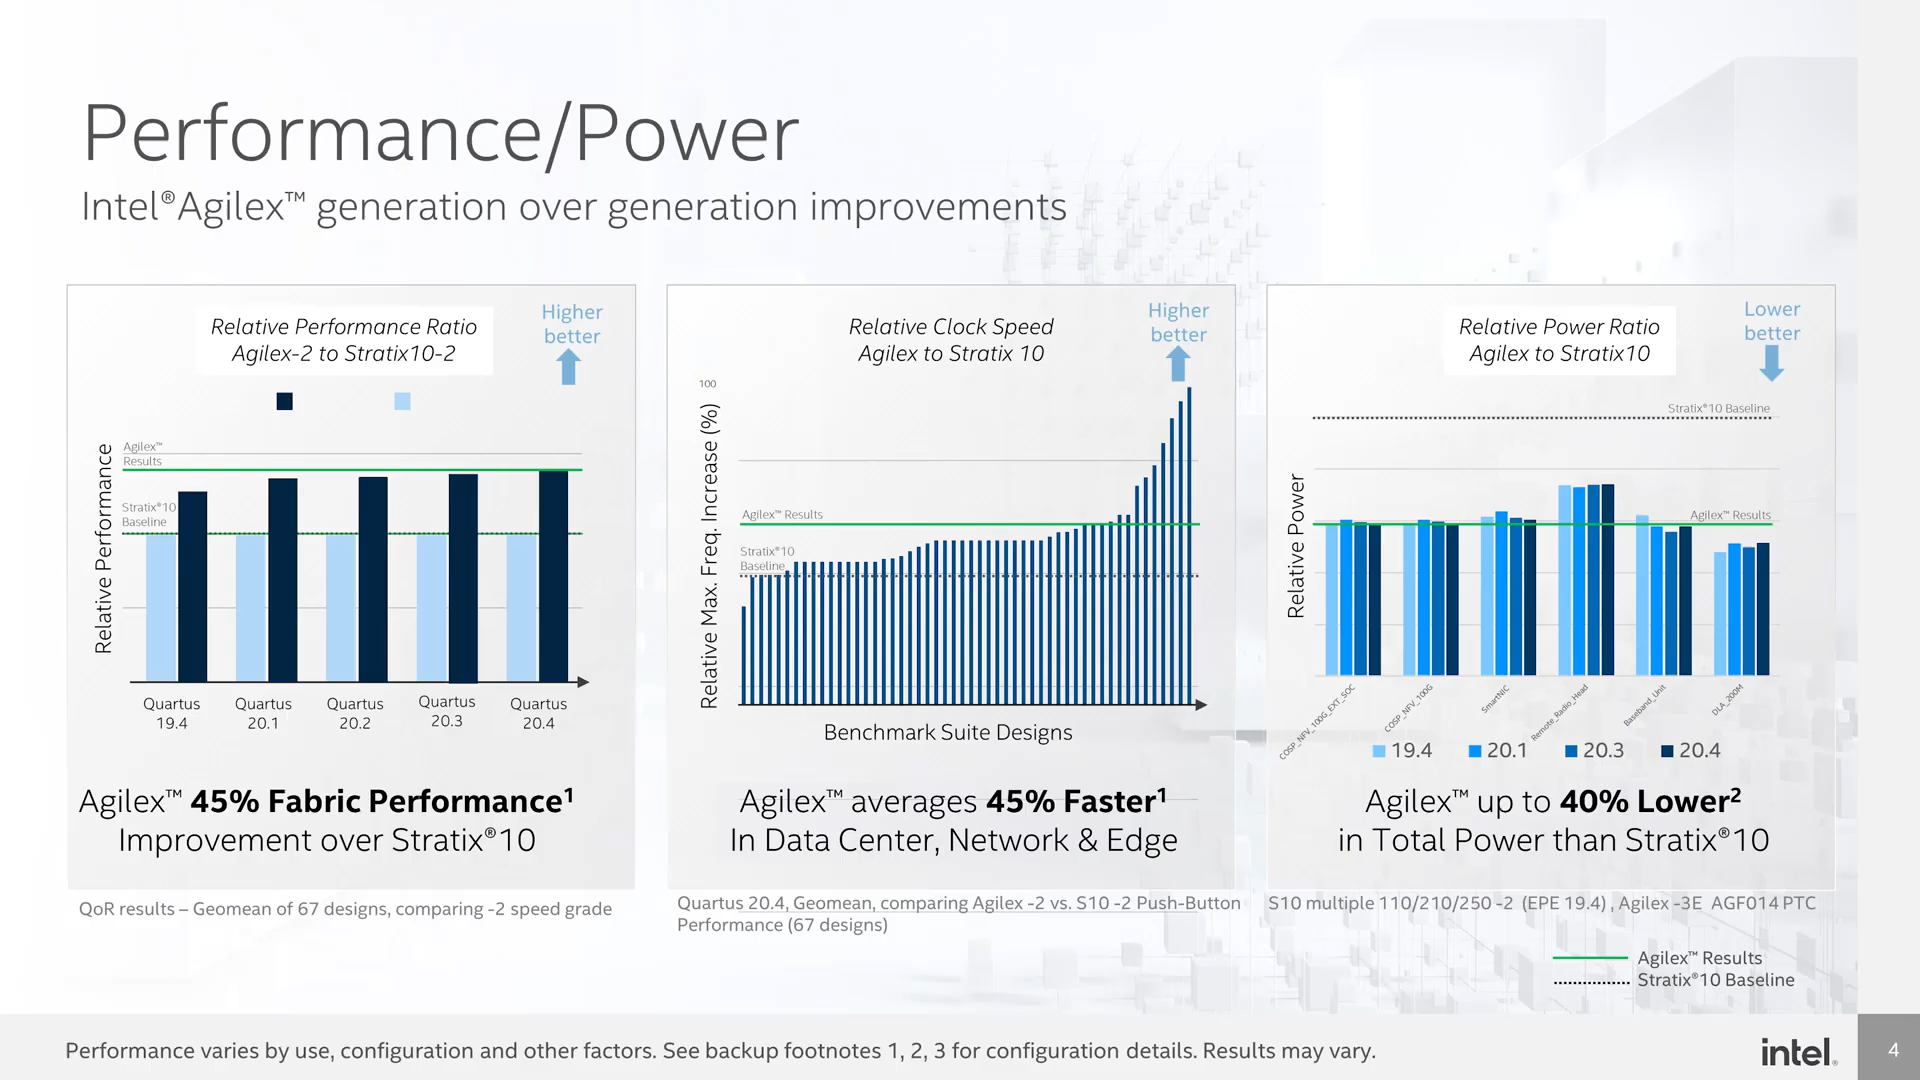 Performance/Power
Intel®Agilex™ generation over generation improvements
Relative Performance Ratio
Agilex-2 to Stratix10-2
Higher
better
Relative Performance
Agilex™
Results
Stratix®10
Baseline
Quartus
19.4
Quartus
20.1
Quartus
20.2
Quartus
20.3
Quartus
20.4
Agilex™ 45% Fabric Performance¹
Improvement over Stratix®10
QoR results – Geomean of 67 designs, comparing -2 speed grade
Relative Clock Speed
Agilex to Stratix 10
Higher
better
100
Relative Max. Freq. Increase (%)
Agilex™ Results
Stratix®10
Baseline
Benchmark Suite Designs
Agilex™ averages 45% Faster¹
In Data Center, Network & Edge
Quartus 20.4, Geomean, comparing Agilex -2 vs. S10 -2 Push-Button
Performance (67 designs)
Relative Power Ratio
Agilex to Stratix10
Lower
better
Stratix®10 Baseline
Relative Power
Agilex™ Results
COSP_NFV_100G_EXT_SOC
COSP_NFV_100G
SmartNIC
Remote_Radio_Head
Baseband_Unit
DLA_200M
19.4
20.1
20.3
20.4
Agilex™ up to 40% Lower²
in Total Power than Stratix®10
S10 multiple 110/210/250 -2 (EPE 19.4) , Agilex -3E AGF014 PTC
Agilex™ Results
Stratix®10 Baseline
Performance varies by use, configuration and other factors. See backup footnotes 1, 2, 3 for configuration details. Results may vary.
intel®
4